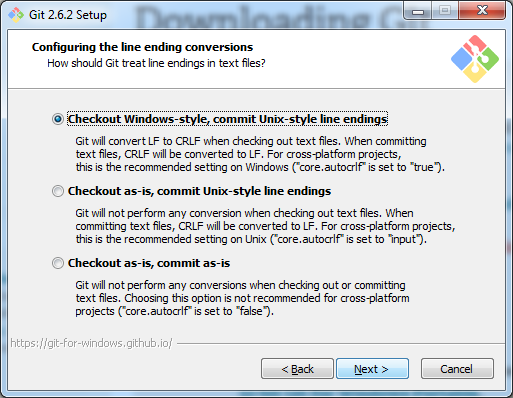 Git 2.6.2 Setup
Downloading Git
Configuring the line ending conversions
How should Git treat line endings in text files?
Checkout Windows-style, commit Unix-style line endings
Git will convert LF to CRLF when checking out text files. When committing
text files, CRLF will be converted to LF. For cross-platform projects,
this is the recommended setting on Windows ("core.autocrlf" is set to "true").
Checkout as-is, commit Unix-style line endings
Git will not perform any conversion when checking out text files. When
committing text files, CRLF will be converted to LF. For cross-platform projects,
this is the recommended setting on Unix ("core.autocrlf" is set to "input").
Checkout as-is, commit as-is
Git will not perform any conversions when checking out or committing
text files. Choosing this option is not recommended for cross-platform
projects ("core.autocrlf" is set to "false").
https://git-for-windows.github.io/
< Back
Next >
Cancel